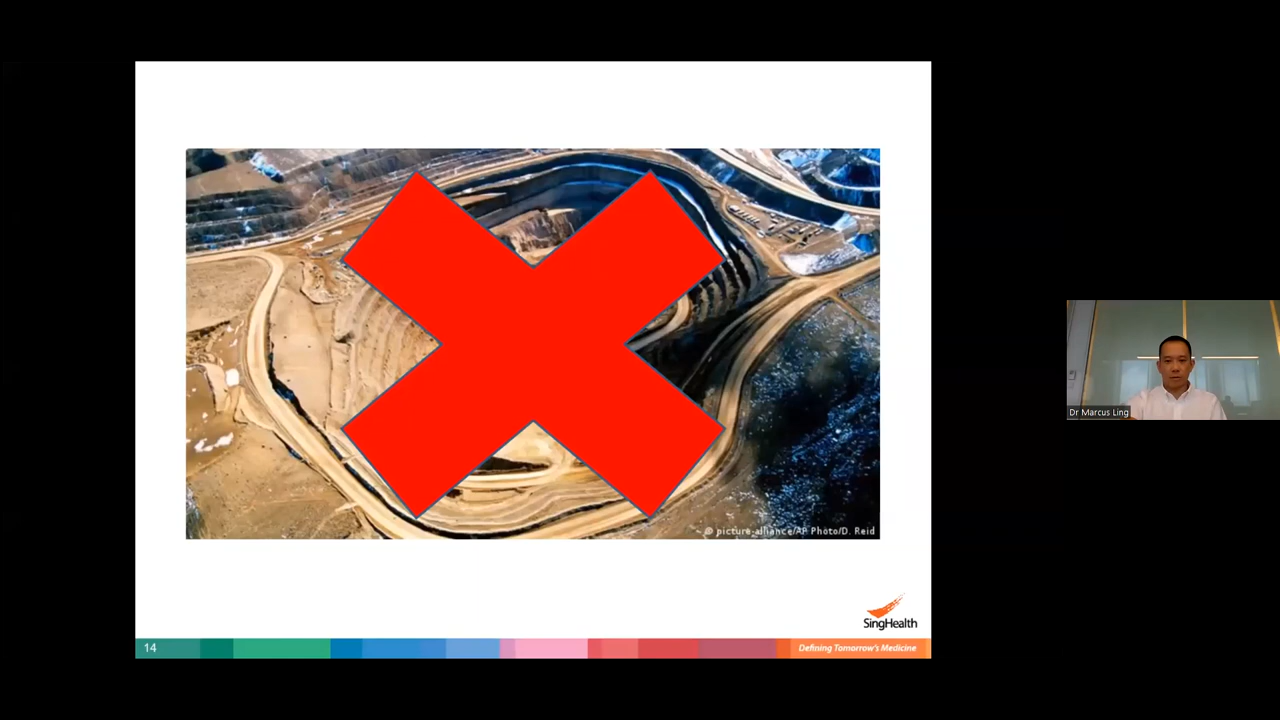 © picture-alliance/AP Photo/D. Reid
SingHealth
14
Defining Tomorrow's Medicine
Dr Marcus Ling